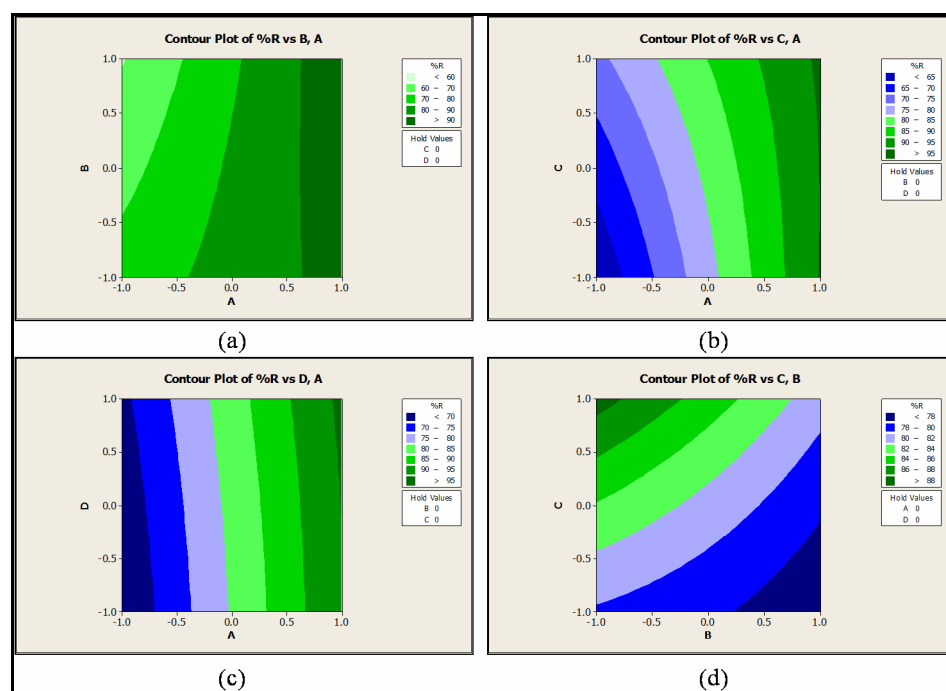 Contour Plot of %R vs B, A
%R
< 60
60 – 70
70 – 80
80 – 90
> 90
Hold Values
C 0
D 0
B
1.0
0.5
0.0
-0.5
-1.0
-1.0 -0.5 0.0 0.5 1.0
A
(a)
Contour Plot of %R vs C, A
%R
< 65
65 – 70
70 – 75
75 – 80
80 – 85
85 – 90
90 – 95
> 95
Hold Values
B 0
D 0
C
1.0
0.5
0.0
-0.5
-1.0
-1.0 -0.5 0.0 0.5 1.0
A
(b)
Contour Plot of %R vs D, A
%R
< 70
70 – 75
75 – 80
80 – 85
85 – 90
90 – 95
> 95
Hold Values
B 0
C 0
D
1.0
0.5
0.0
-0.5
-1.0
-1.0 -0.5 0.0 0.5 1.0
A
(c)
Contour Plot of %R vs C, B
%R
< 78
78 – 80
80 – 82
82 – 84
84 – 86
86 – 88
> 88
Hold Values
A 0
D 0
C
1.0
0.5
0.0
-0.5
-1.0
-1.0 -0.5 0.0 0.5 1.0
B
(d)